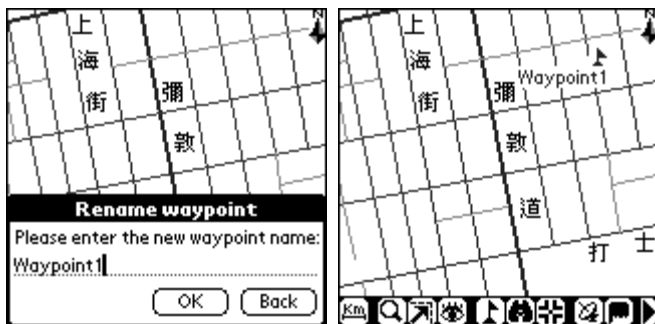 上海街
彌敦
N
Rename waypoint
Please enter the new waypoint name:
Waypoint1
OK
Back
上海街
彌敦道
N
Waypoint1
打士
Km